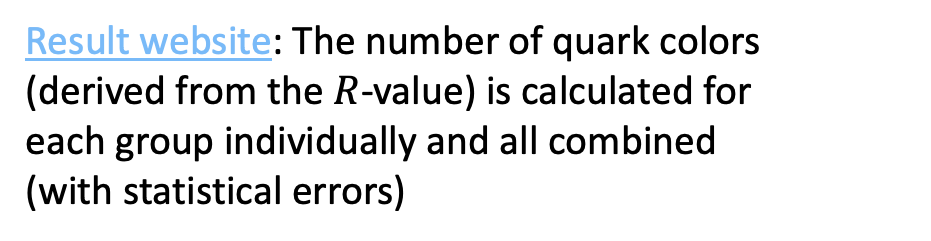 Result website: The number of quark colors
(derived from the R-value) is calculated for
each group individually and all combined
(with statistical errors)